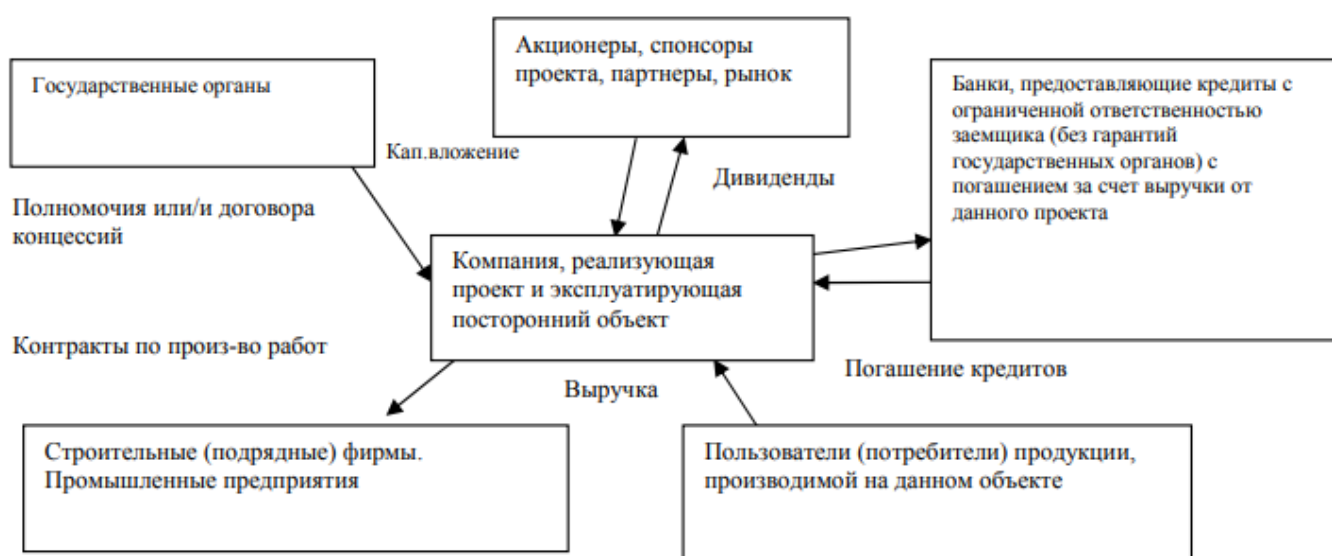 Акционеры, спонсоры
проекта, партнеры, рынок
Государственные органы
Банки, предоставляющие кредиты с
ограниченной ответственностью
заемщика (без гарантий
государственных органов) с
погашением за счет выручки от
данного проекта
Кап.вложение
Дивиденды
Полномочия или/и договора
концессий
Компания, реализующая
проект и эксплуатирующая
посторонний объект
Контракты по произ-во работ
Выручка
Погашение кредитов
Строительные (подрядные) фирмы.
Промышленные предприятия
Пользователи (потребители) продукции,
производимой на данном объекте